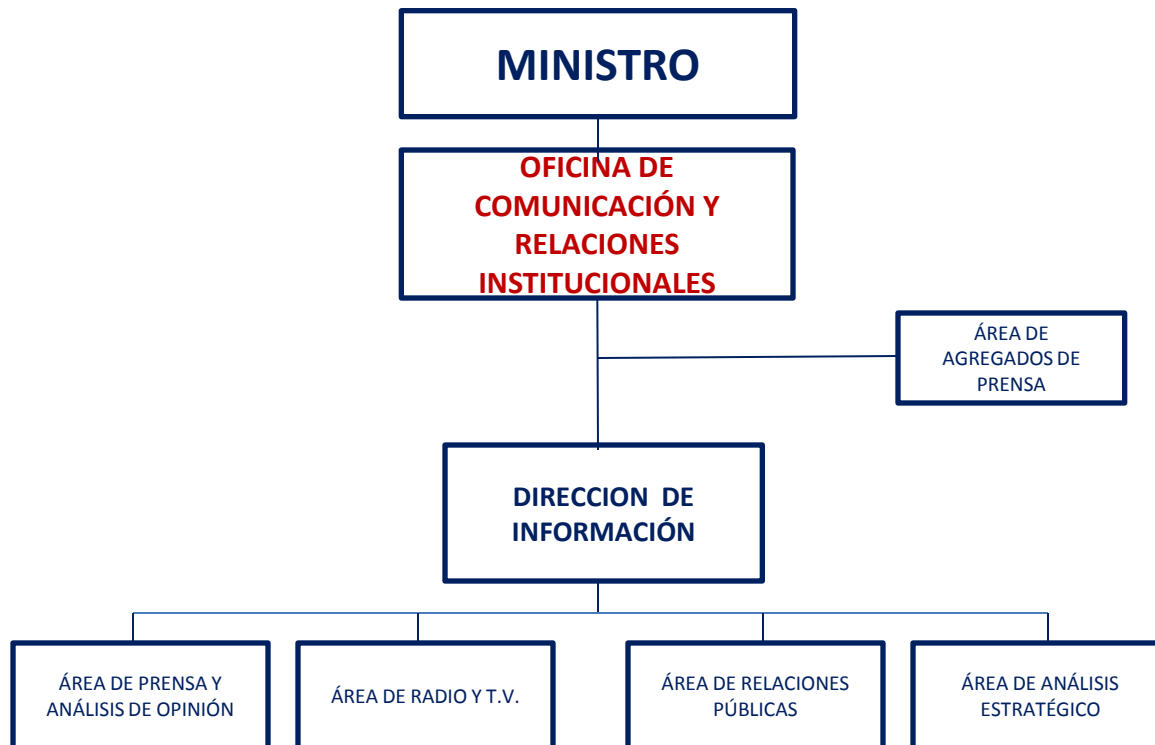 MINISTRO
OFICINA DE
COMUNICACIÓN Y
RELACIONES
INSTITUCIONALES
ÁREA DE
AGREGADOS DE
PRENSA
DIRECCION DE
INFORMACIÓN
ÁREA DE PRENSA Y
ANÁLISIS DE OPINIÓN
ÁREA DE RADIO Y T.V.
ÁREA DE RELACIONES
PÚBLICAS
ÁREA DE ANÁLISIS
ESTRATÉGICO